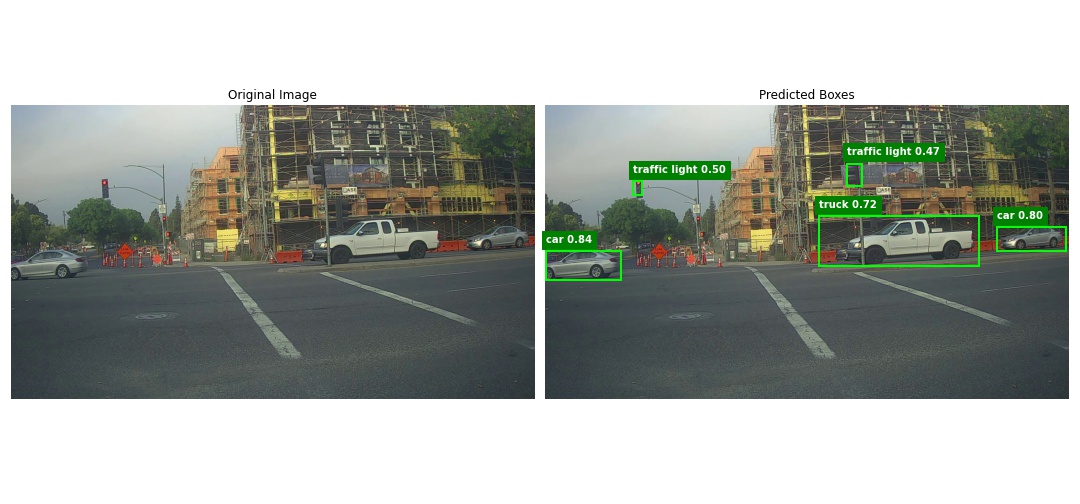 Original Image
Predicted Boxes
traffic light 0.47
traffic light 0.50
truck 0.72
car 0.80
car 0.84